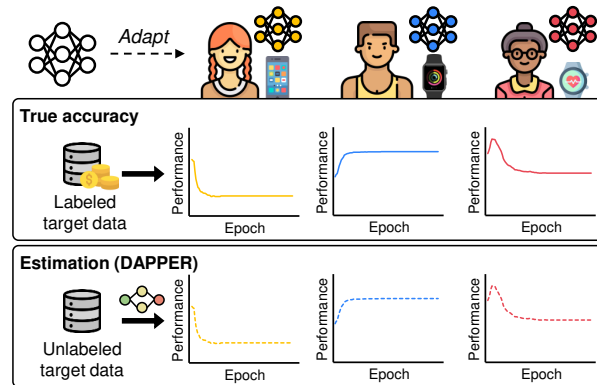 Adapt
True accuracy
Labeled
target data
Performance
Epoch
Performance
Epoch
Performance
Epoch
Estimation (DAPPER)
Unlabeled
target data
Performance
Epoch
Performance
Epoch
Performance
Epoch